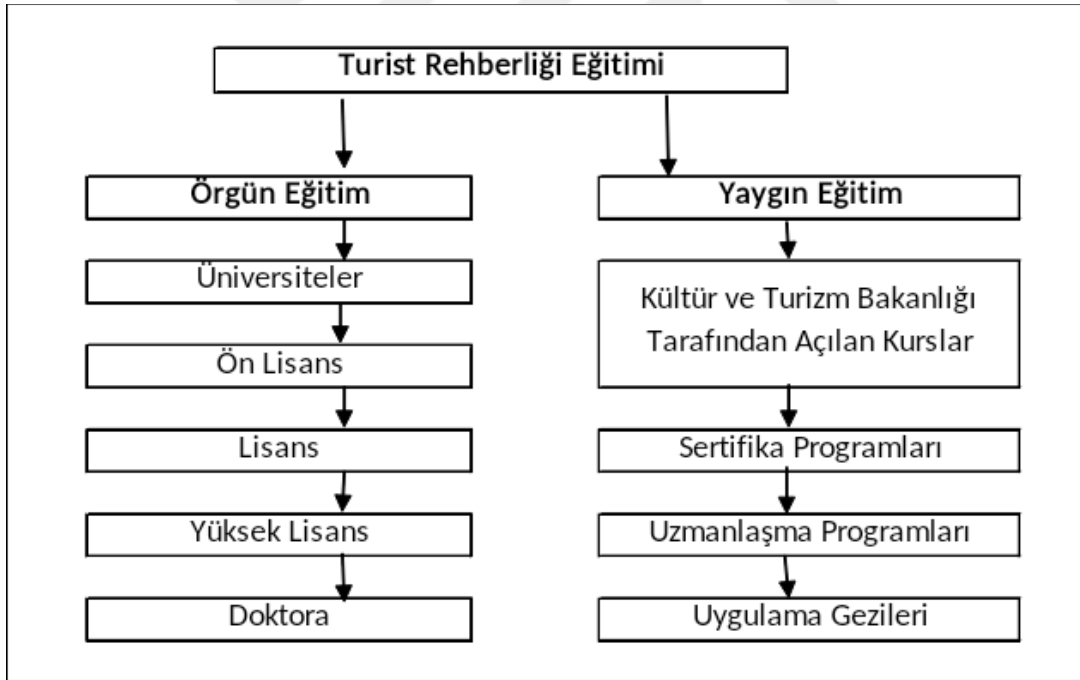 Turist Rehberliği Eğitimi
Örgün Eğitim
Üniversiteler
Ön Lisans
Lisans
Yüksek Lisans
Doktora
Yaygın Eğitim
Kültür ve Turizm Bakanlığı
Tarafından Açılan Kurslar
Sertifika Programları
Uzmanlaşma Programları
Uygulama Gezileri